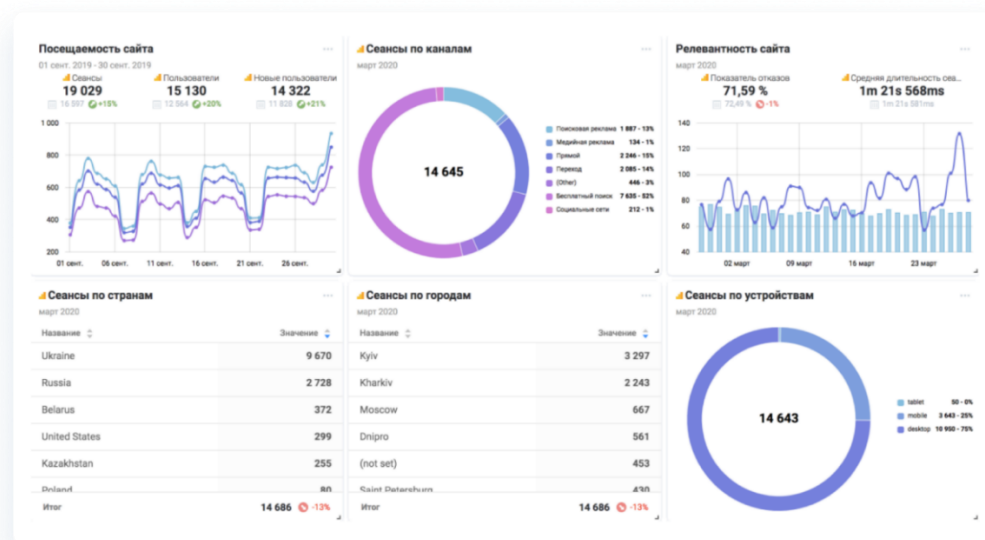 Посещаемость сайта
01 сент. 2019 - 30 сент. 2019
Сеансы
Пользователи
Новые пользователи
19 029
15 130
14 322
16 597 +15%
12 564 +20%
11 828 +21%
1 000
800
600
400
200
01 сент.
06 сент.
11 сент.
16 сент.
21 сент.
26 сент.
Сеансы по каналам
март 2020
14 645
Поисковая реклама 1 887 - 13%
Медийная реклама 134 - 1%
Прямой 2 246 - 15%
Переход 2 085 - 14%
(Other) 446 - 3%
Бесплатный поиск 7 635 - 52%
Социальные сети 212 - 1%
Релевантность сайта
март 2020
Показатель отказов
Средняя длительность сеа...
71,59 %
1m 21s 568ms
72,49 % -1%
1m 21s 581ms
140
120
100
80
60
40
02 март
09 март
16 март
23 март
Сеансы по странам
март 2020
Название Значение
Ukraine 9 670
Russia 2 728
Belarus 372
United States 299
Kazakhstan 255
Poland 80
Итог 14 686 -13%
Сеансы по городам
март 2020
Название Значение
Kyiv 3 297
Kharkiv 2 243
Moscow 667
Dnipro 561
(not set) 453
Saint Petersburg 430
Итог 14 686 -13%
Сеансы по устройствам
март 2020
14 643
tablet 50 - 0%
mobile 3 643 - 25%
desktop 10 950 - 75%